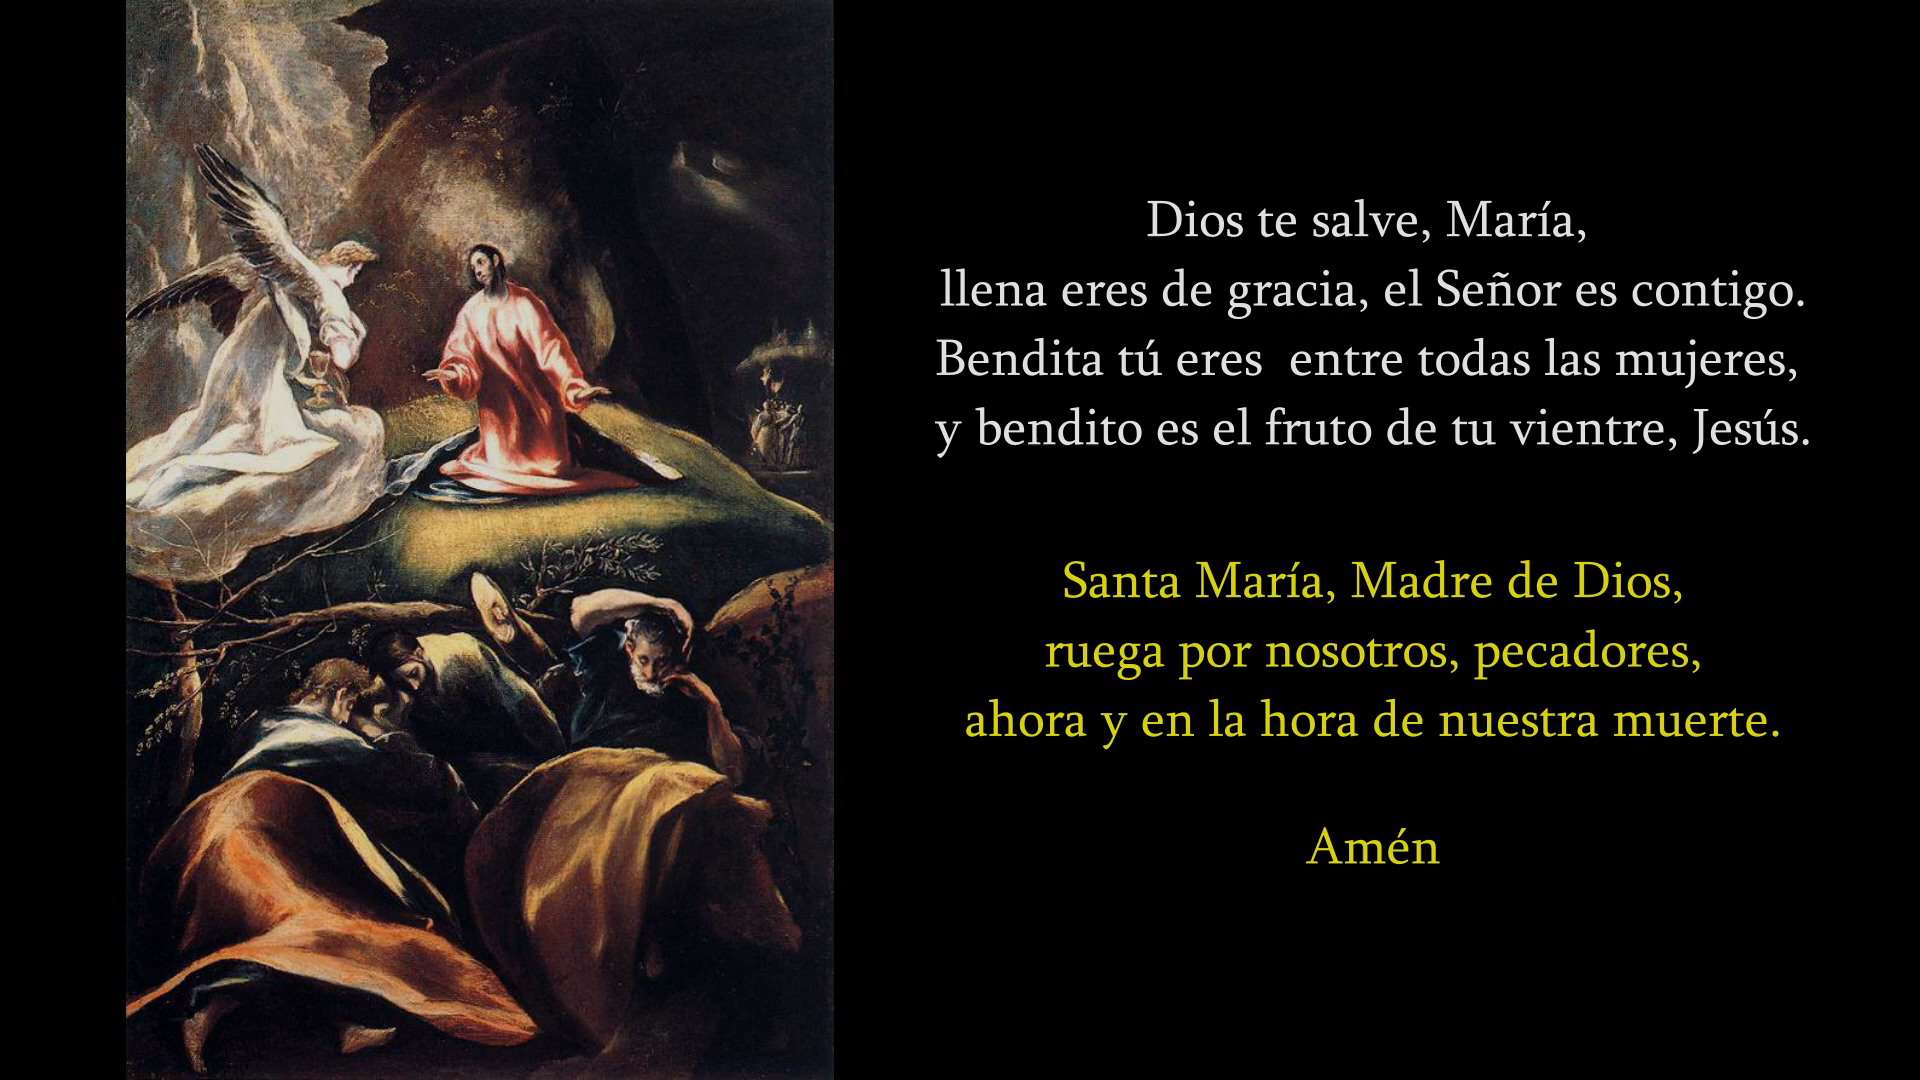 Dios te salve, María,
llena eres de gracia, el Señor es contigo.
Bendita tú eres  entre todas las mujeres,
y bendito es el fruto de tu vientre, Jesús.
Santa María, Madre de Dios,
ruega por nosotros, pecadores,
ahora y en la hora de nuestra muerte.
Amén